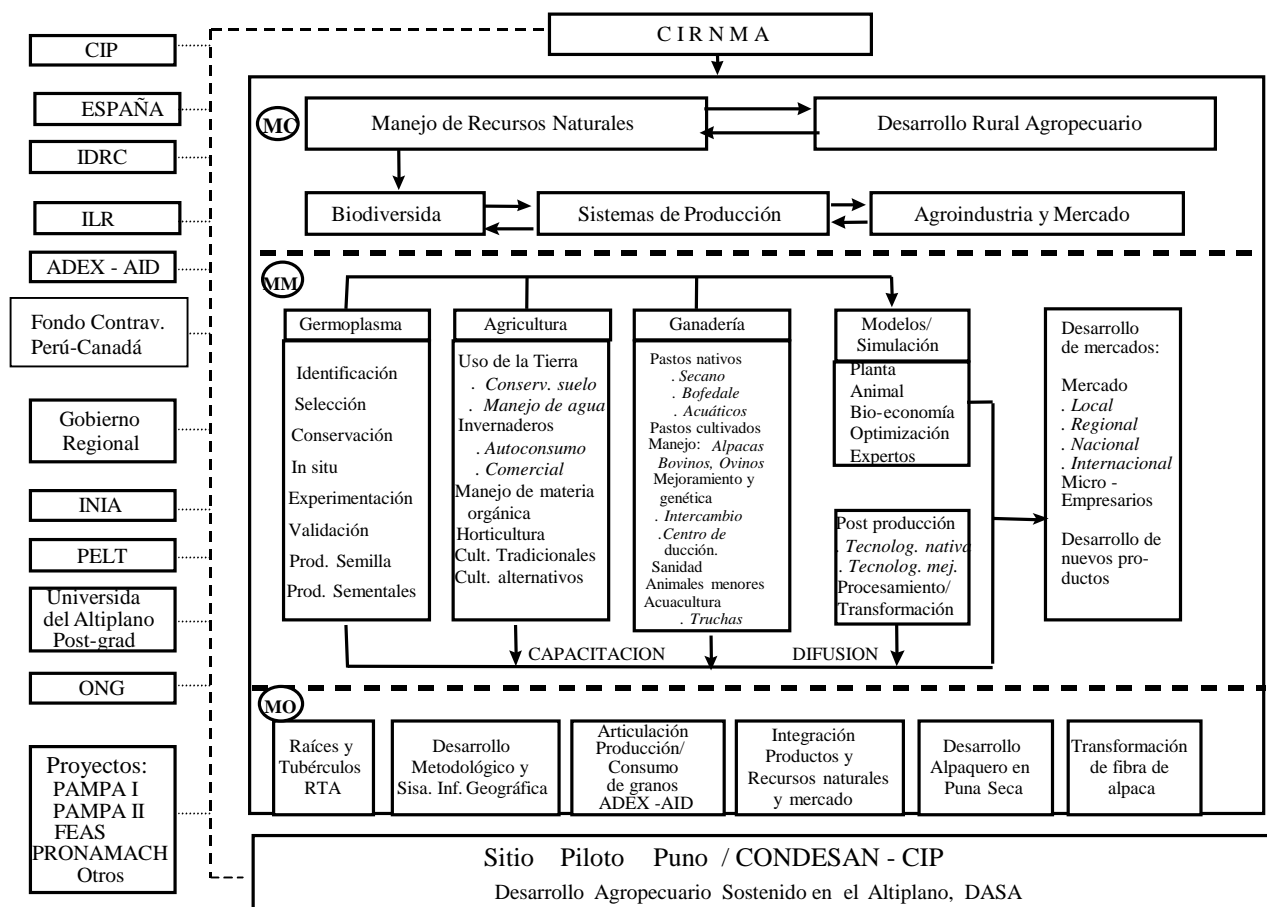 C I R N M A
CIP
ESPAÑA
IDRC
ILR
ADEX - AID
Fondo Contrav.
Perú-Canadá
Gobierno
Regional
INIA
PELT
Universida
del Altiplano
Post-grad
ONG
Proyectos:
PAMPA I
PAMPA II
FEAS
PRONAMACH
Otros
MC
Manejo de Recursos Naturales
Desarrollo Rural Agropecuario
Biodiversida
Sistemas de Producción
Agroindustria y Mercado
MM
Germoplasma
Identificación
Selección
Conservación
In situ
Experimentación
Validación
Prod. Semilla
Prod. Sementales
Agricultura
Uso de la Tierra
. Conserv. suelo
. Manejo de agua
Invernaderos
. Autoconsumo
. Comercial
Manejo de materia
orgánica
Horticultura
Cult. Tradicionales
Cult. alternativos
Ganadería
Pastos nativos
. Secano
. Bofedale
. Acuáticos
Pastos cultivados
Manejo: Alpacas
Bovinos, Ovinos
Mejoramiento y
genética
. Intercambio
.Centro de
ducción.
Sanidad
Animales menores
Acuacultura
. Truchas
Modelos/
Simulación
Planta
Animal
Bio-economía
Optimización
Expertos
Post producción
. Tecnolog. nativa
. Tecnolog. mej.
Procesamiento/
Transformación
Desarrollo
de mercados:
Mercado
. Local
. Regional
. Nacional
. Internacional
Micro -
Empresarios
Desarrollo de
nuevos pro-
ductos
CAPACITACION
DIFUSION
MO
Raíces y
Tubérculos
RTA
Desarrollo
Metodológico y
Sisa. Inf. Geográfica
Articulación
Producción/
Consumo
de granos
ADEX -AID
Integración
Productos y
Recursos naturales
y mercado
Desarrollo
Alpaquero en
Puna Seca
Transformación
de fibra de
alpaca
Sitio Piloto Puno / CONDESAN - CIP
Desarrollo Agropecuario Sostenido en el Altiplano, DASA